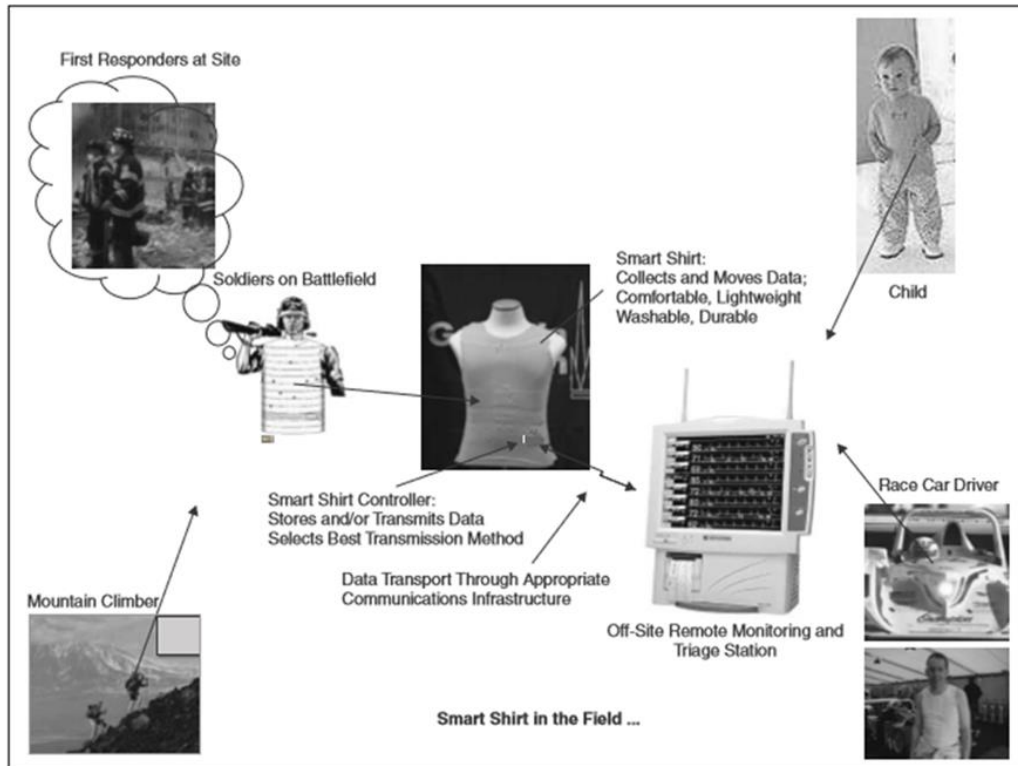 First Responders at Site
Soldiers on Battlefield
Smart Shirt:
Collects and Moves Data;
Comfortable, Lightweight
Washable, Durable
Child
Smart Shirt Controller:
Stores and/or Transmits Data
Selects Best Transmission Method
Data Transport Through Appropriate
Communications Infrastructure
Race Car Driver
Mountain Climber
Off-Site Remote Monitoring and
Triage Station
Smart Shirt in the Field ...